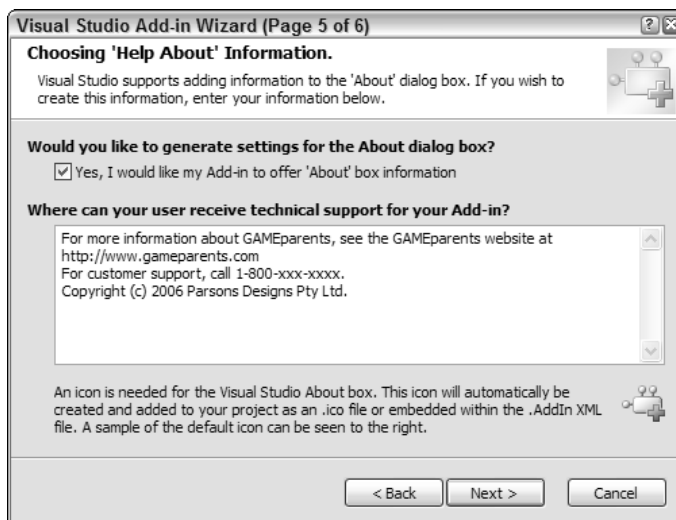 Visual Studio Add-in Wizard (Page 5 of 6)
Choosing 'Help About' Information.
Visual Studio supports adding information to the 'About' dialog box. If you wish to
create this information, enter your information below.
Would you like to generate settings for the About dialog box?
Yes, I would like my Add-in to offer 'About' box information
Where can your user receive technical support for your Add-in?
For more information about GAMEparents, see the GAMEparents website at
http://www.gameparents.com
For customer support, call 1-800-xxx-xxxx.
Copyright (c) 2006 Parsons Designs Pty Ltd.
An icon is needed for the Visual Studio About box. This icon will automatically be
created and added to your project as an .ico file or embedded within the .AddIn XML
file. A sample of the default icon can be seen to the right.
< Back Next > Cancel